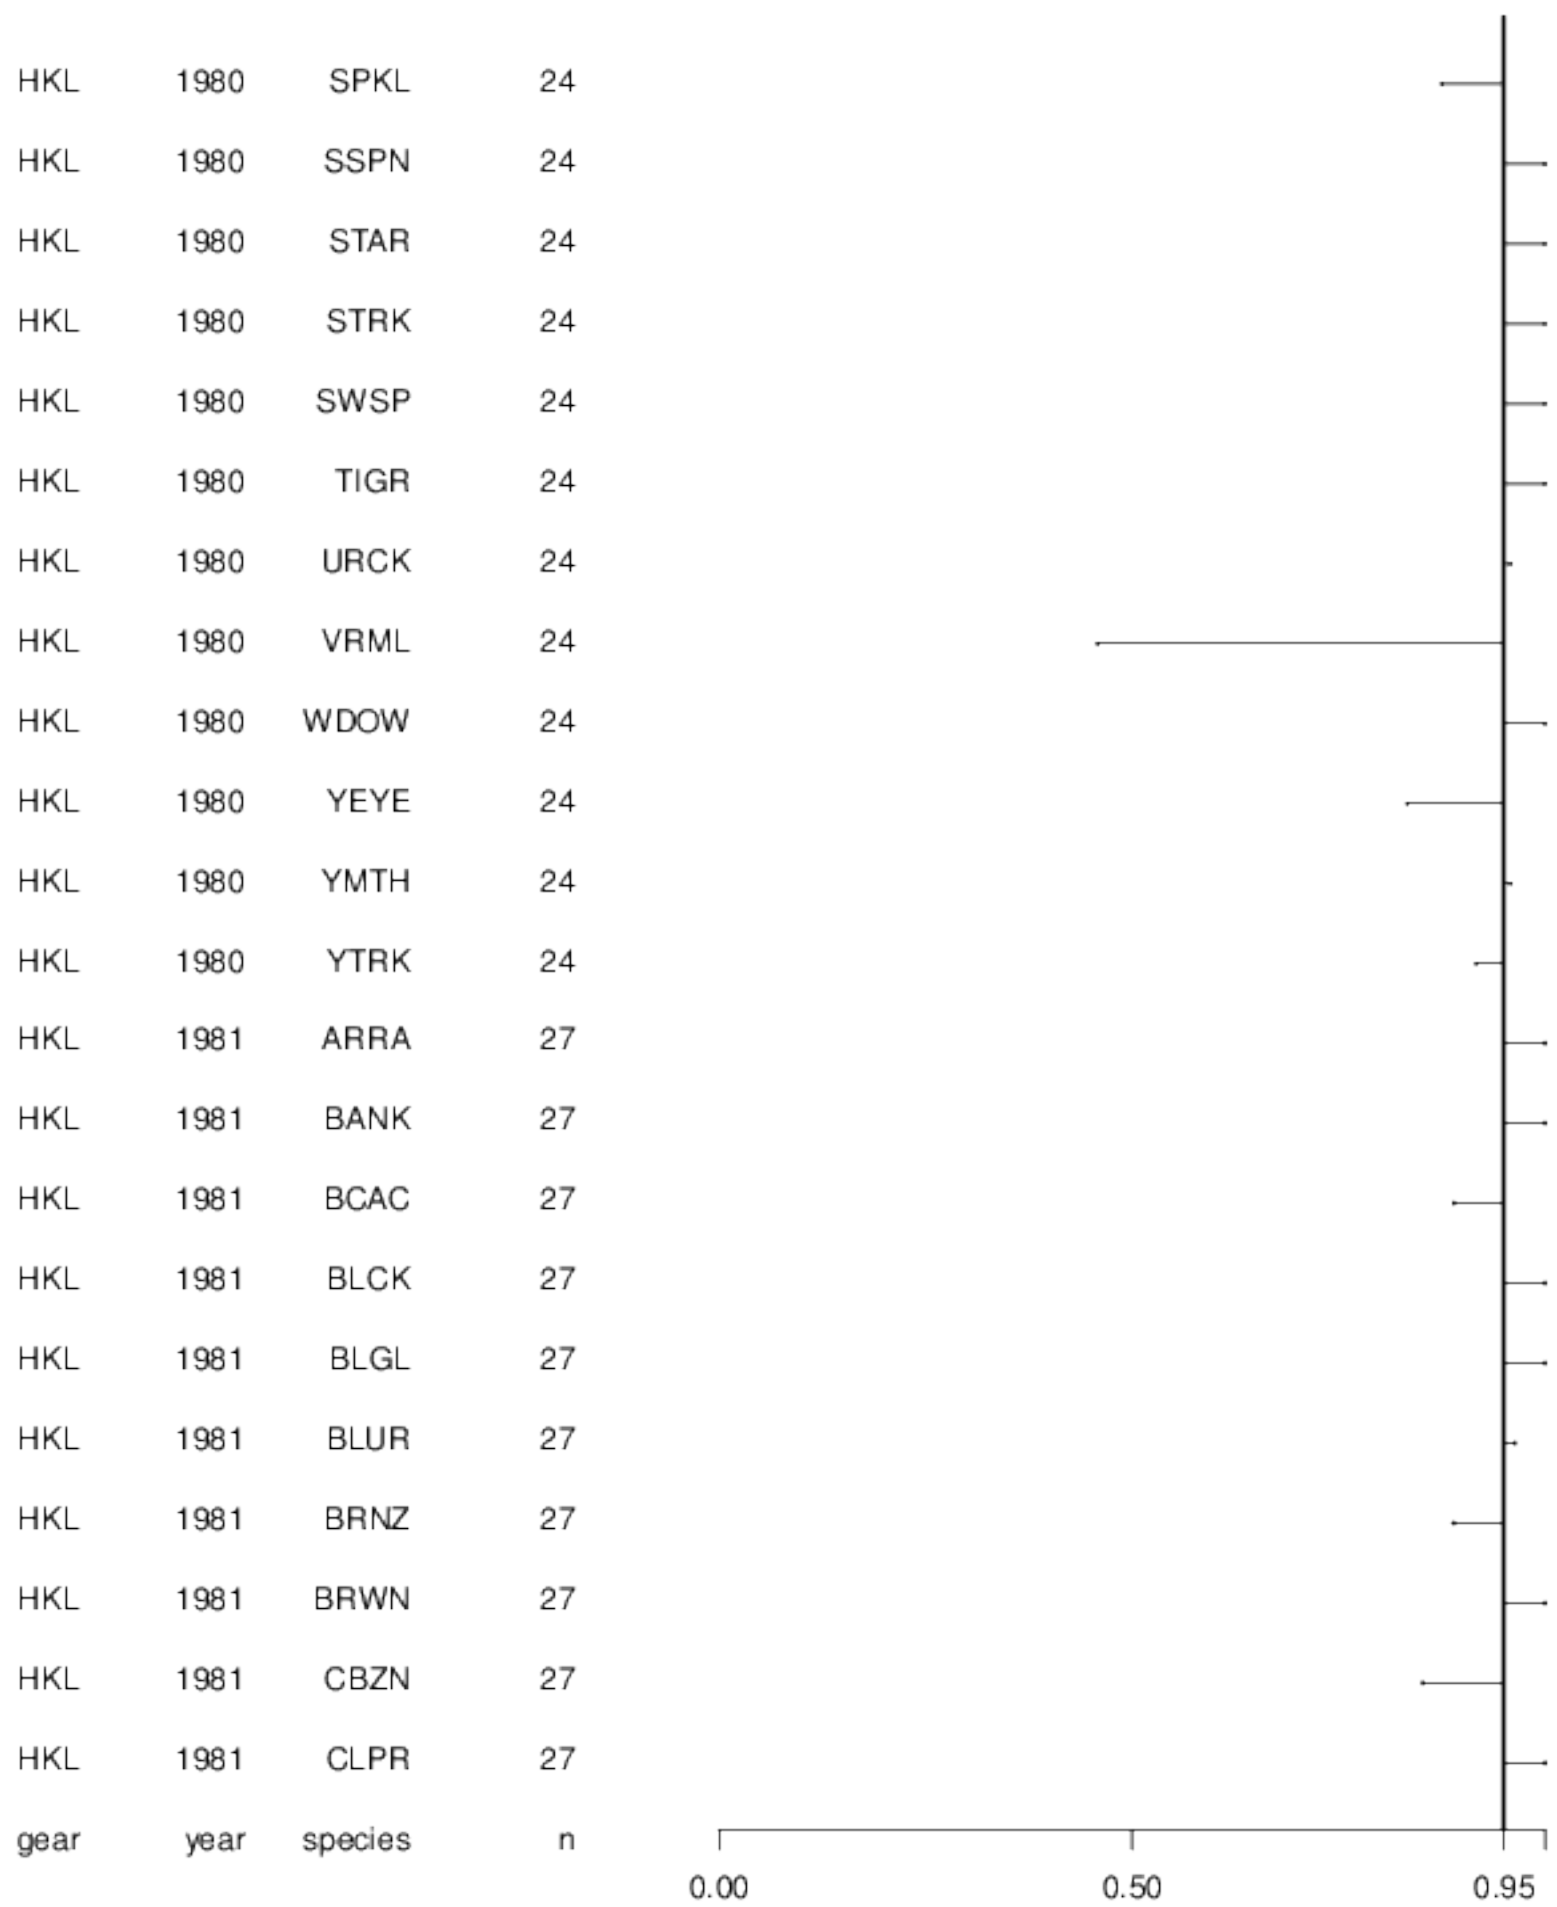 HKL 1980 SPKL 24
HKL 1980 SSPN 24
HKL 1980 STAR 24
HKL 1980 STRK 24
HKL 1980 SWSP 24
HKL 1980 TIGR 24
HKL 1980 URCK 24
HKL 1980 VRML 24
HKL 1980 WDOW 24
HKL 1980 YEYE 24
HKL 1980 YMTH 24
HKL 1980 YTRK 24
HKL 1981 ARRA 27
HKL 1981 BANK 27
HKL 1981 BCAC 27
HKL 1981 BLCK 27
HKL 1981 BLGL 27
HKL 1981 BLUR 27
HKL 1981 BRNZ 27
HKL 1981 BRWN 27
HKL 1981 CBZN 27
HKL 1981 CLPR 27
gear year species n
0.00 0.50 0.95